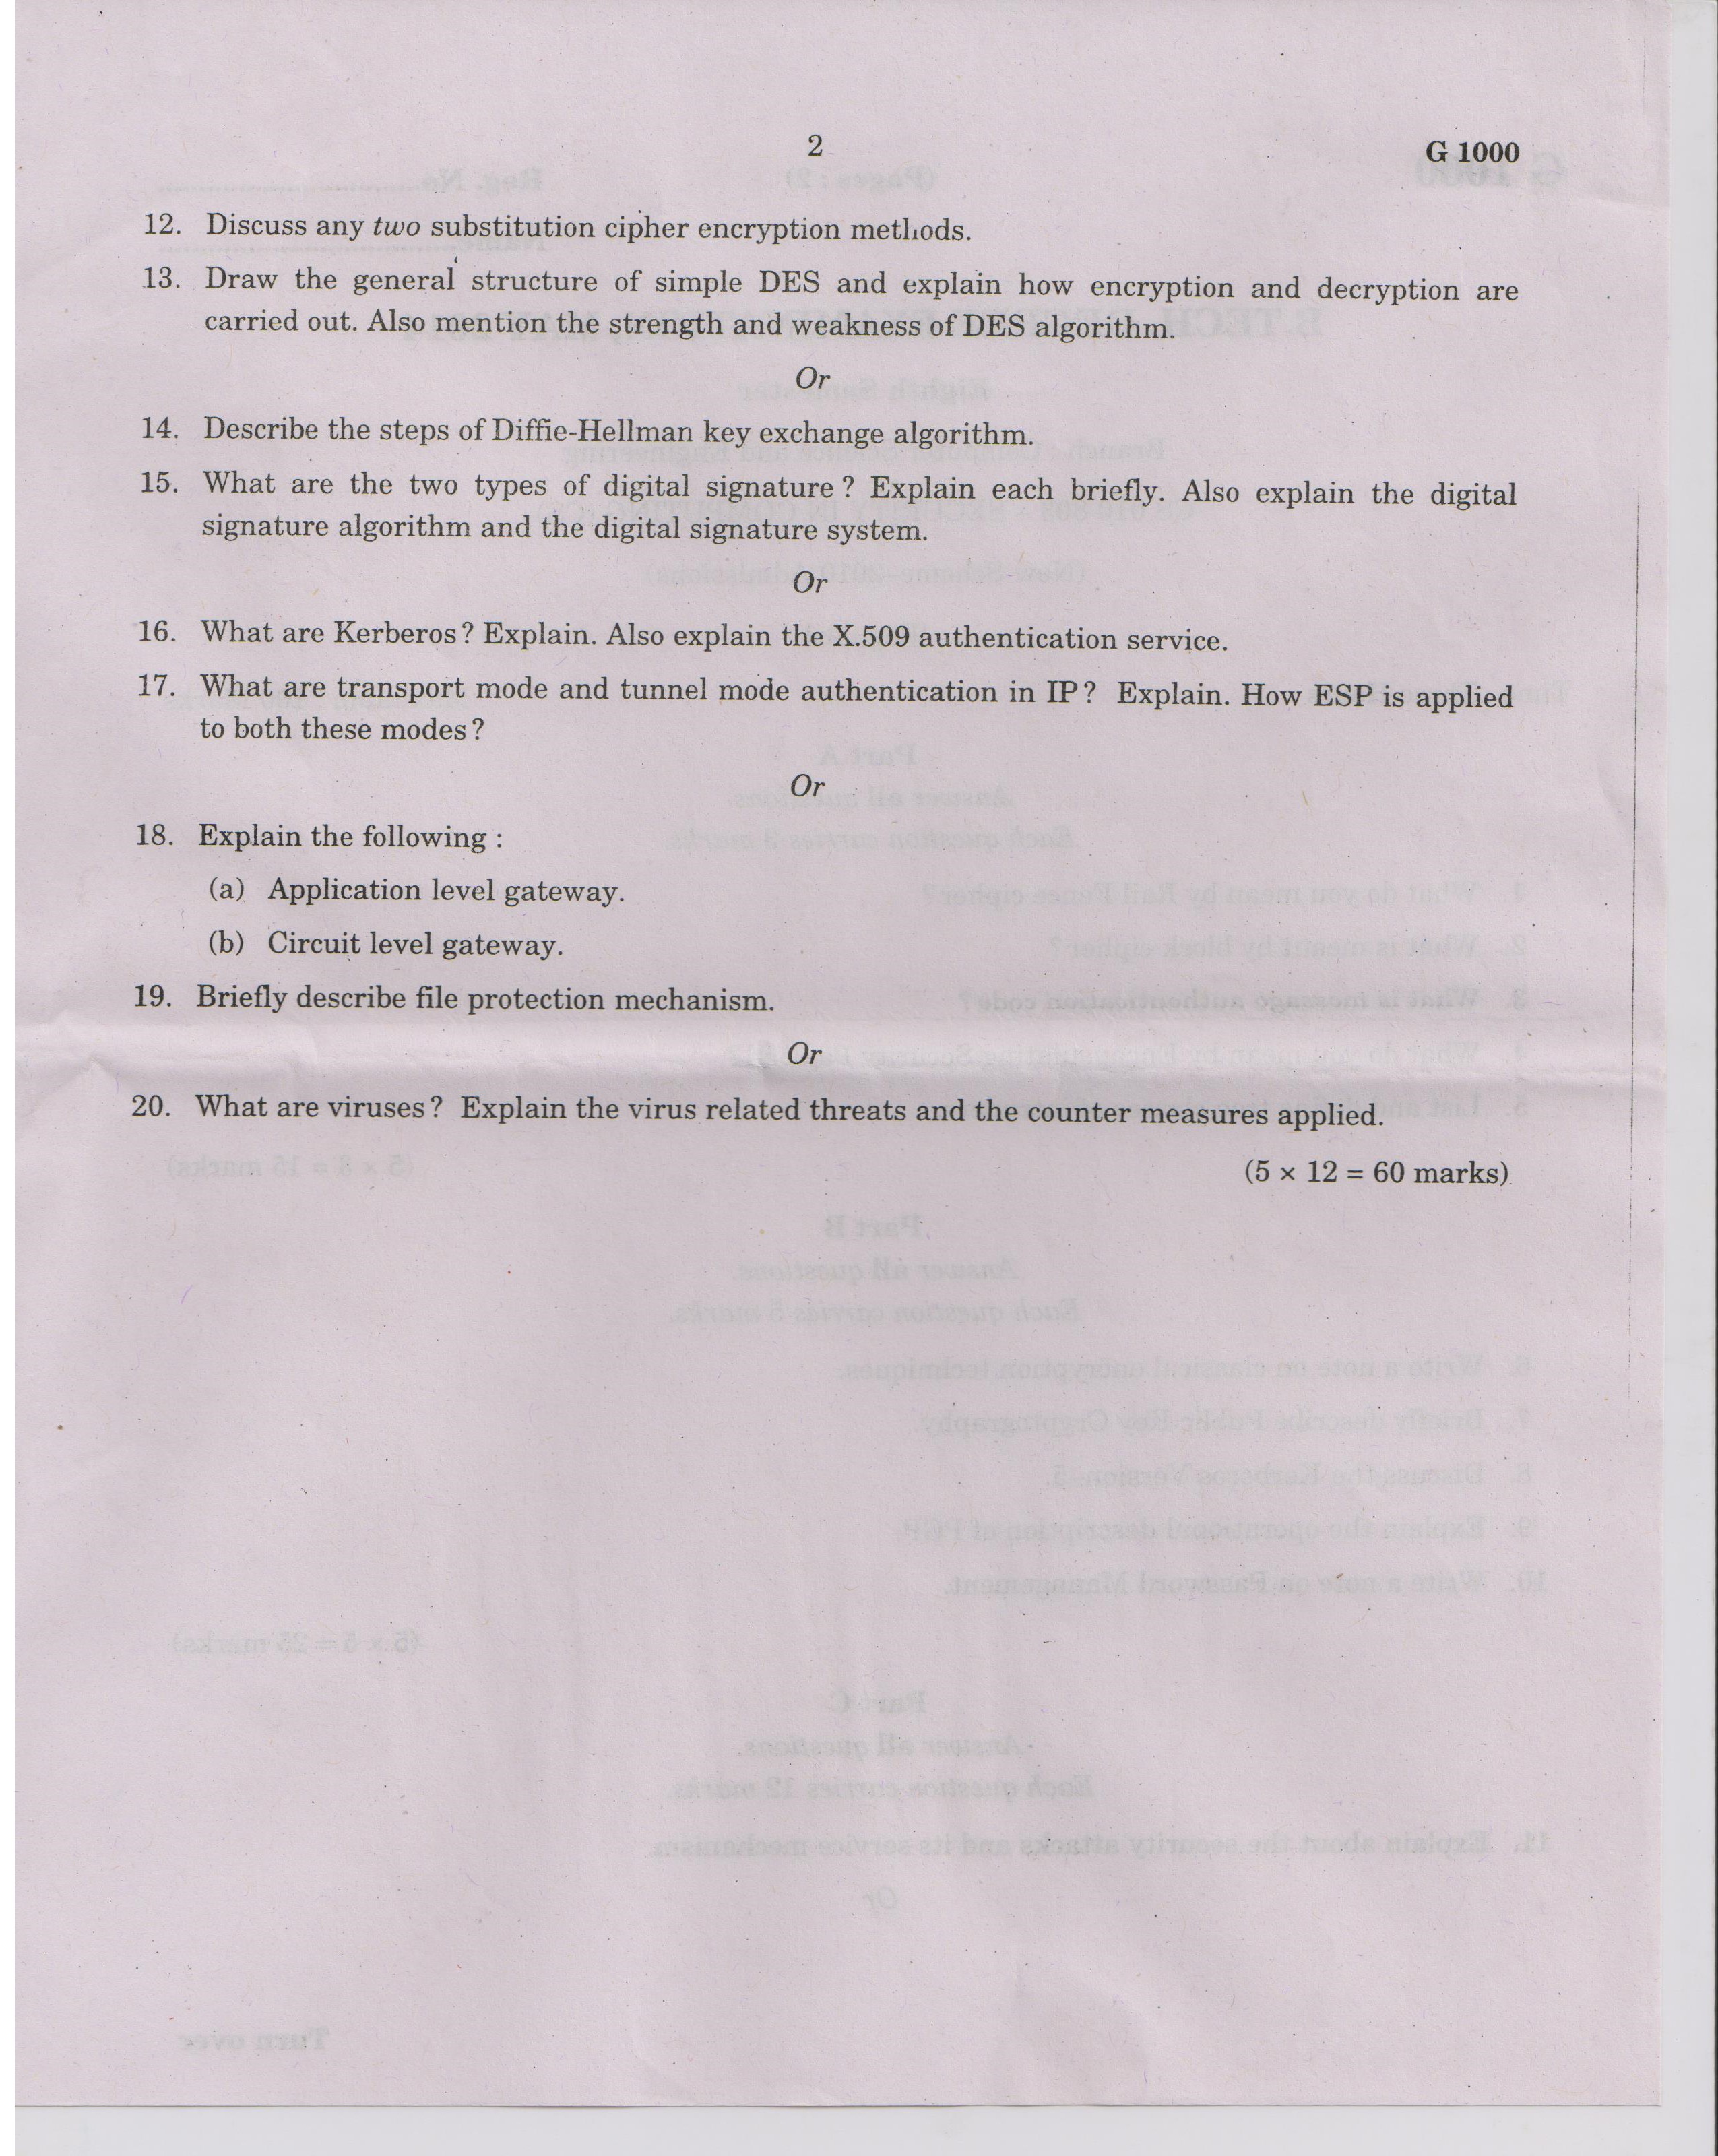 2
G 1000
12. Discuss any two substitution cipher encryption methods.
13. Draw the general structure of simple DES and explain how encryption and decryption are
carried out. Also mention the strength and weakness of DES algorithm.
Or
14. Describe the steps of Diffie-Hellman key exchange algorithm.
15. What are the two types of digital signature ? Explain each briefly. Also explain the digital
signature algorithm and the digital signature system.
Or
16. What are Kerberos ? Explain. Also explain the X.509 authentication service.
17. What are transport mode and tunnel mode authentication in IP ? Explain. How ESP is applied
to both these modes ?
Or
18. Explain the following :
(a) Application level gateway.
(b) Circuit level gateway.
19. Briefly describe file protection mechanism.
Or
20. What are viruses ? Explain the virus related threats and the counter measures applied.
(5 × 12 = 60 marks)